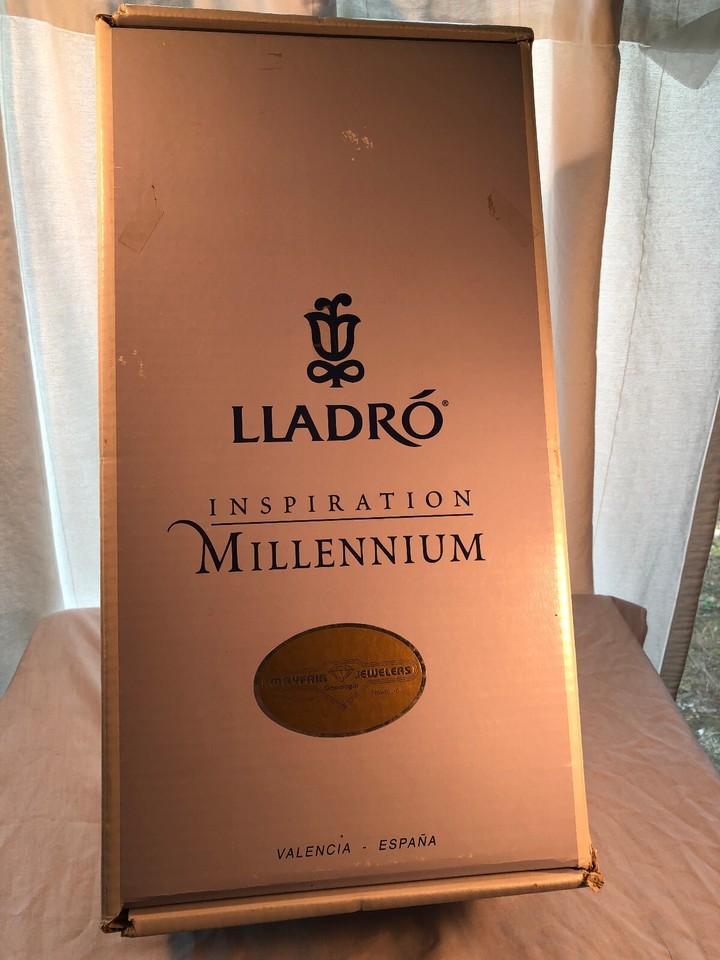 LLADRÓ®
INSPIRATION
MILLENNIUM
MAYFAIR JEWELERS
VALENCIA - ESPAÑA